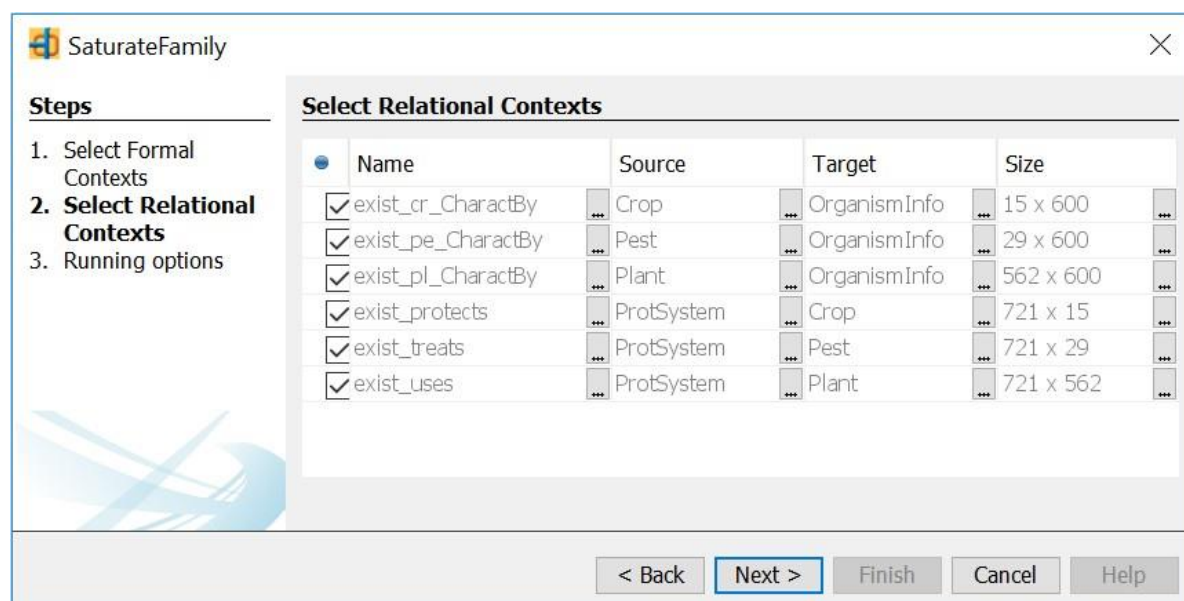 SaturateFamily
Steps
1. Select Formal
Contexts
2. Select Relational
Contexts
3. Running options
Select Relational Contexts
Name Source Target Size
exist_cr_CharactBy ... Crop ... OrganismInfo ... 15 x 600 ...
exist_pe_CharactBy ... Pest ... OrganismInfo ... 29 x 600 ...
exist_pl_CharactBy ... Plant ... OrganismInfo ... 562 x 600 ...
exist_protects ... ProtSystem ... Crop ... 721 x 15 ...
exist_treats ... ProtSystem ... Pest ... 721 x 29 ...
exist_uses ... ProtSystem ... Plant ... 721 x 562 ...
< Back Next > Finish Cancel Help